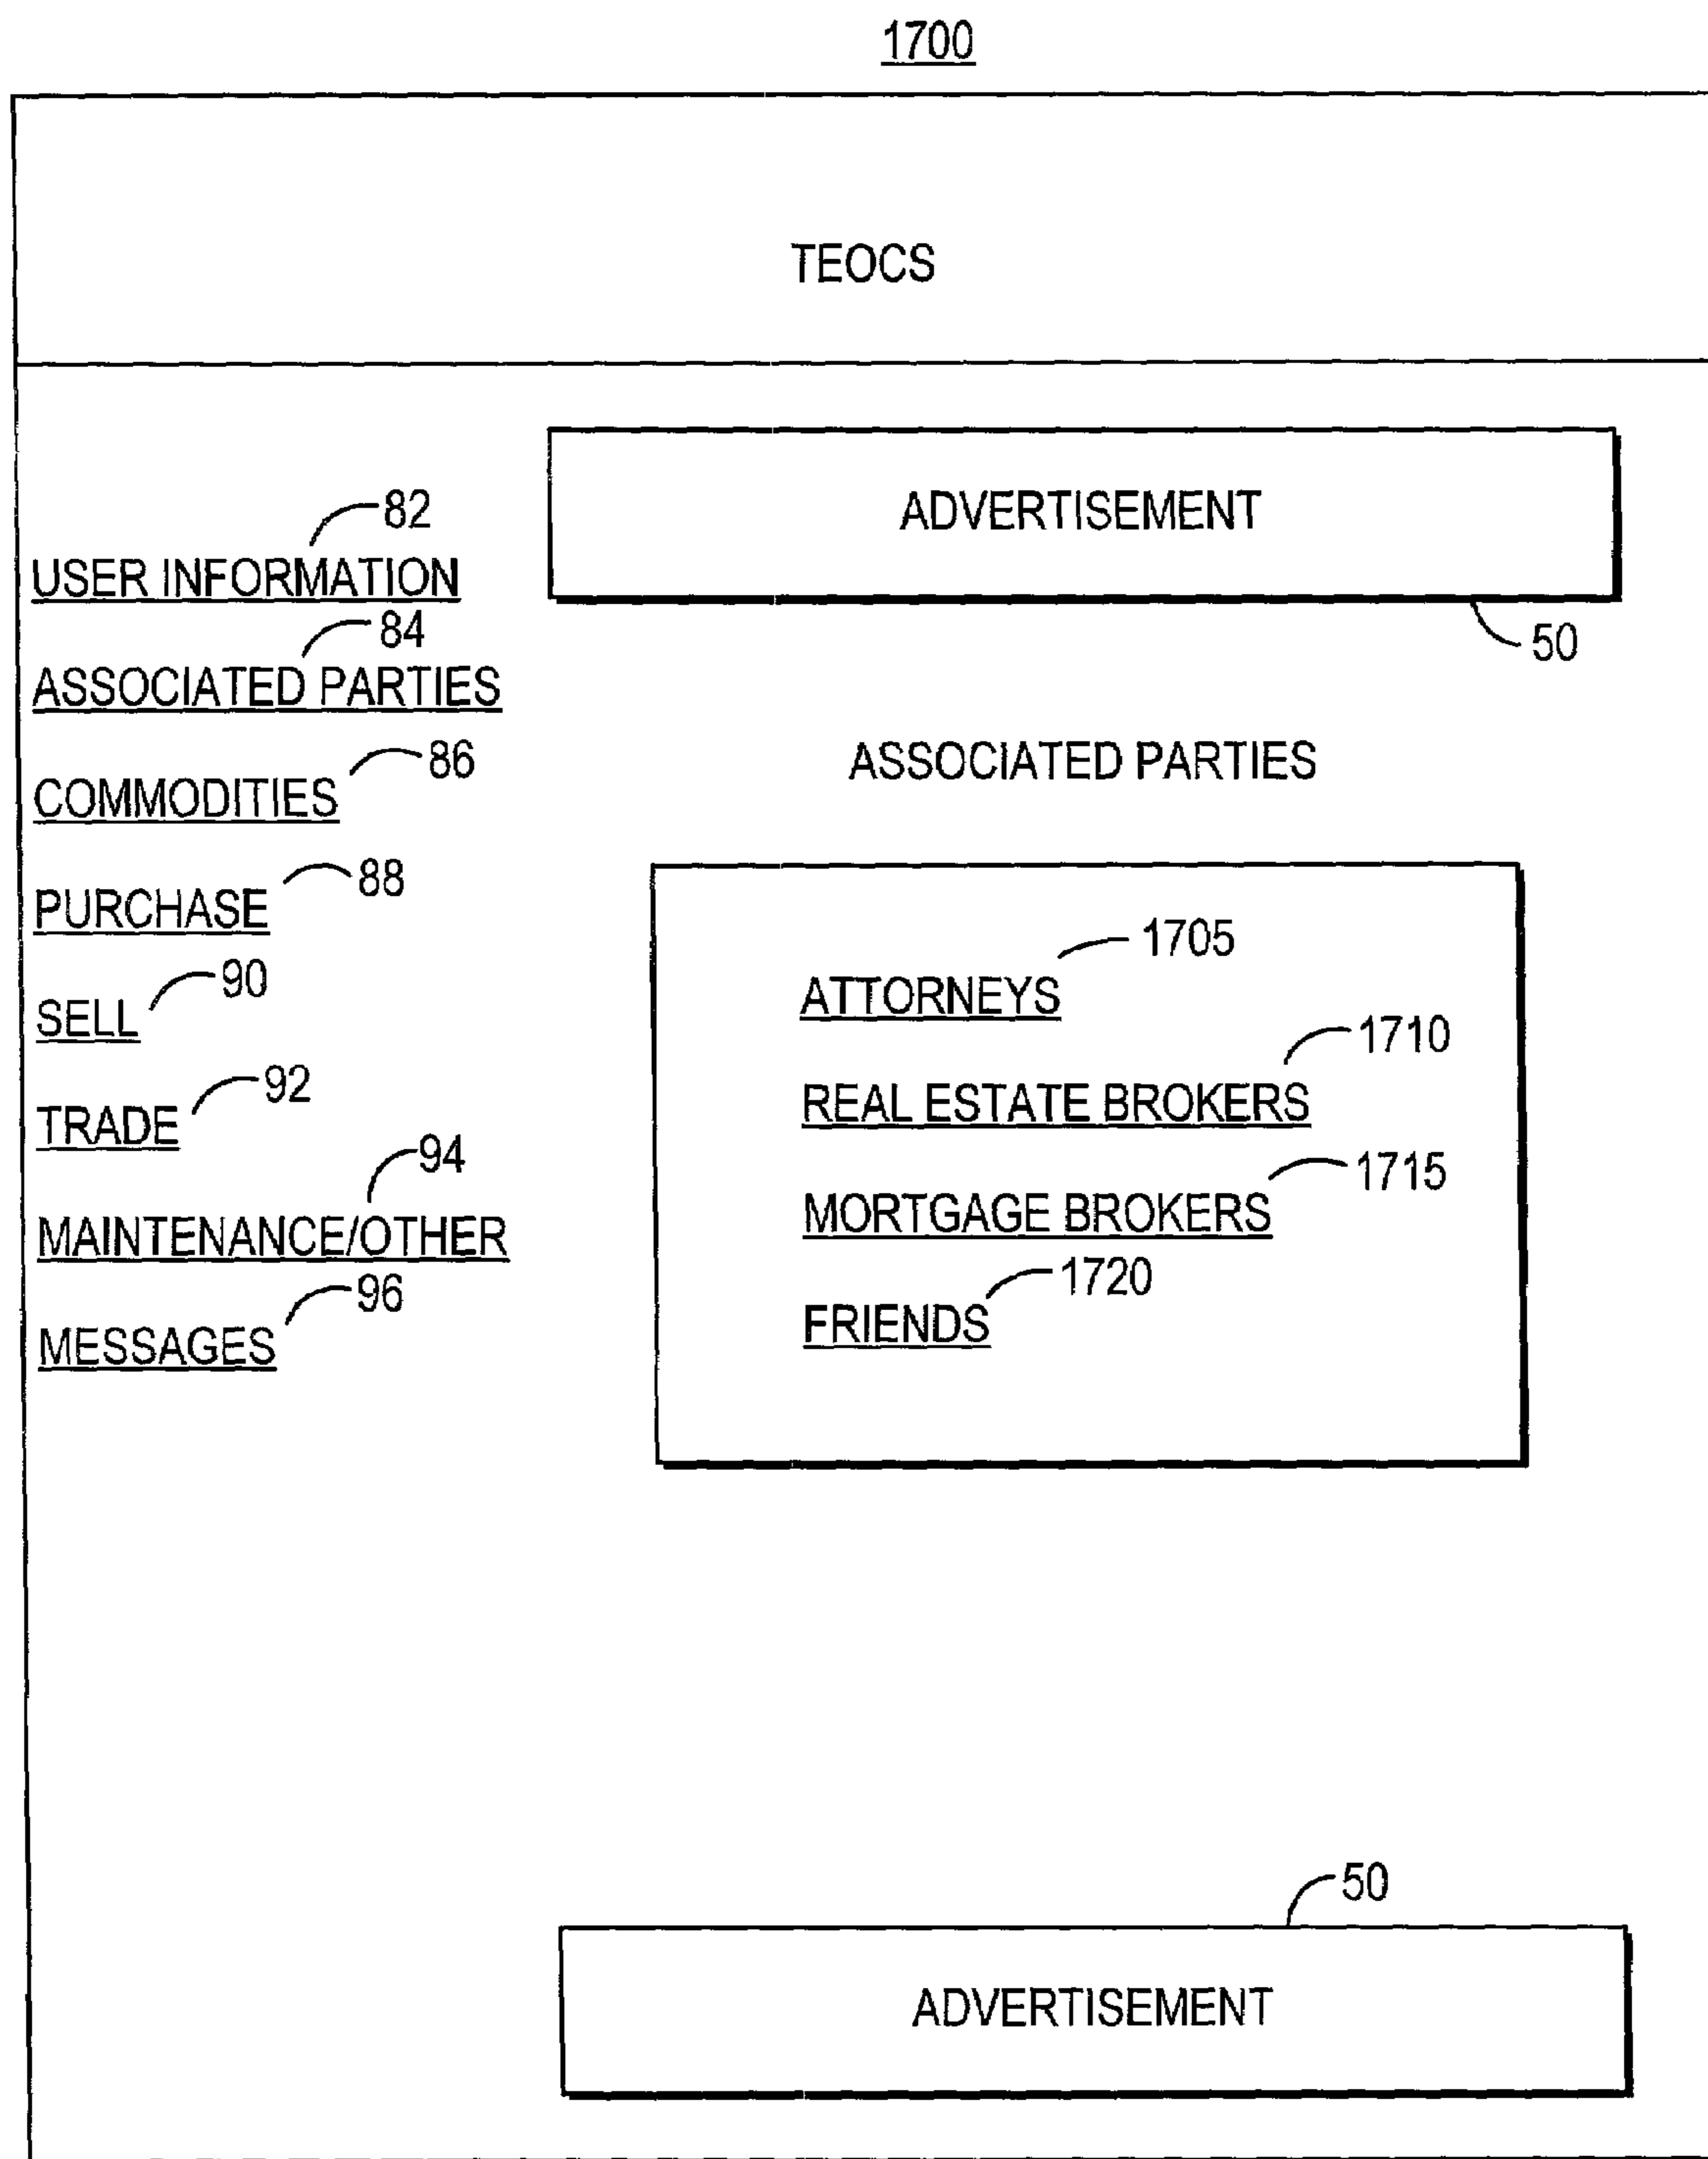 1700
TEOCS
ADVERTISEMENT
50
82
USER INFORMATION
84
ASSOCIATED PARTIES
86
COMMODITIES
88
PURCHASE
90
SELL
92
TRADE
94
MAINTENANCE/OTHER
96
MESSAGES
ASSOCIATED PARTIES
1705
ATTORNEYS
1710
REAL ESTATE BROKERS
1715
MORTGAGE BROKERS
1720
FRIENDS
50
ADVERTISEMENT